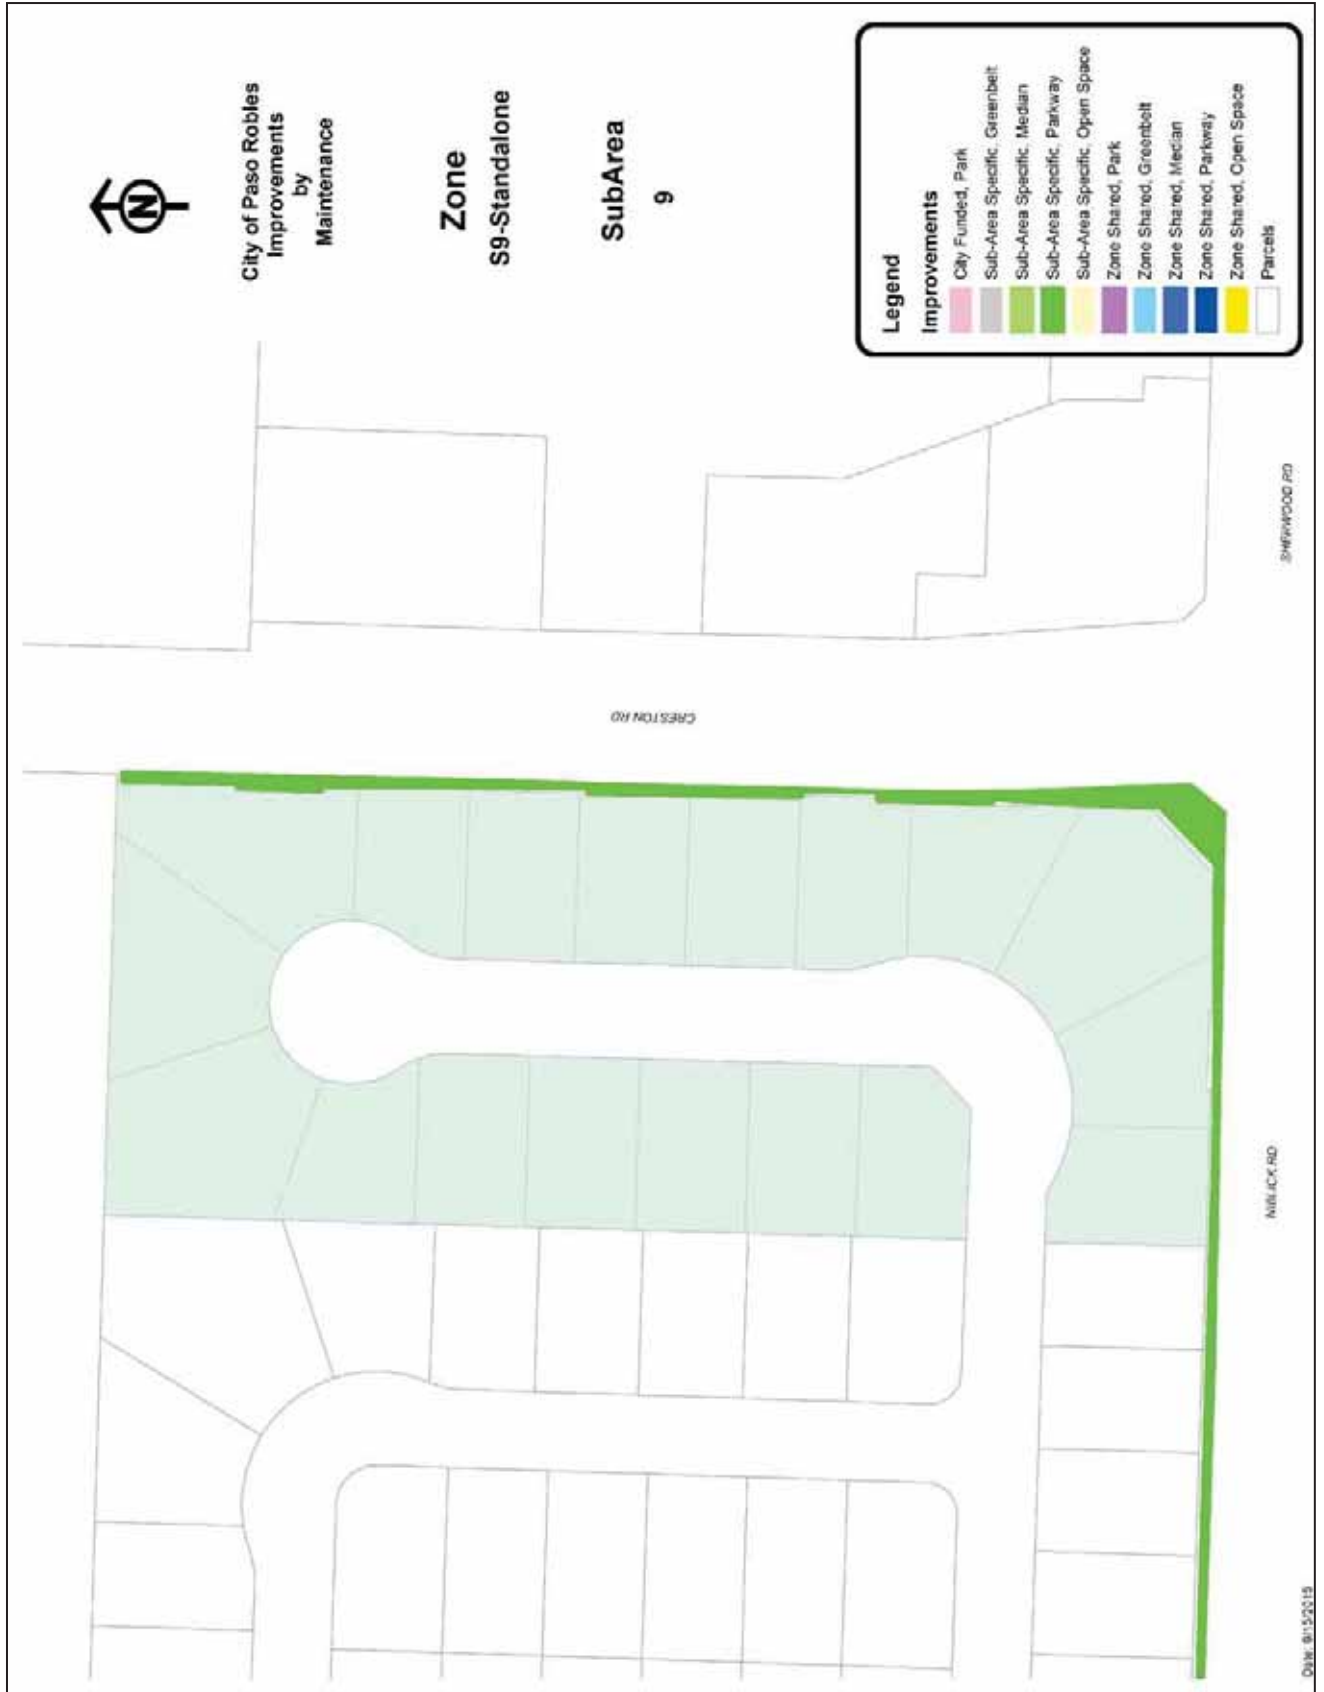 N
City of Paso Robles
Improvements
by
Maintenance
Zone
S9-Standalone
SubArea
9
Legend
Improvements
City Funded, Park
Sub-Area Specific, Greenbelt
Sub-Area Specific, Median
Sub-Area Specific, Parkway
Sub-Area Specific, Open Space
Zone Shared, Park
Zone Shared, Greenbelt
Zone Shared, Median
Zone Shared, Parkway
Zone Shared, Open Space
Parcels
CRESTON RD
SHERWOOD RD
NIBLICK RD
Date: 9/15/2015